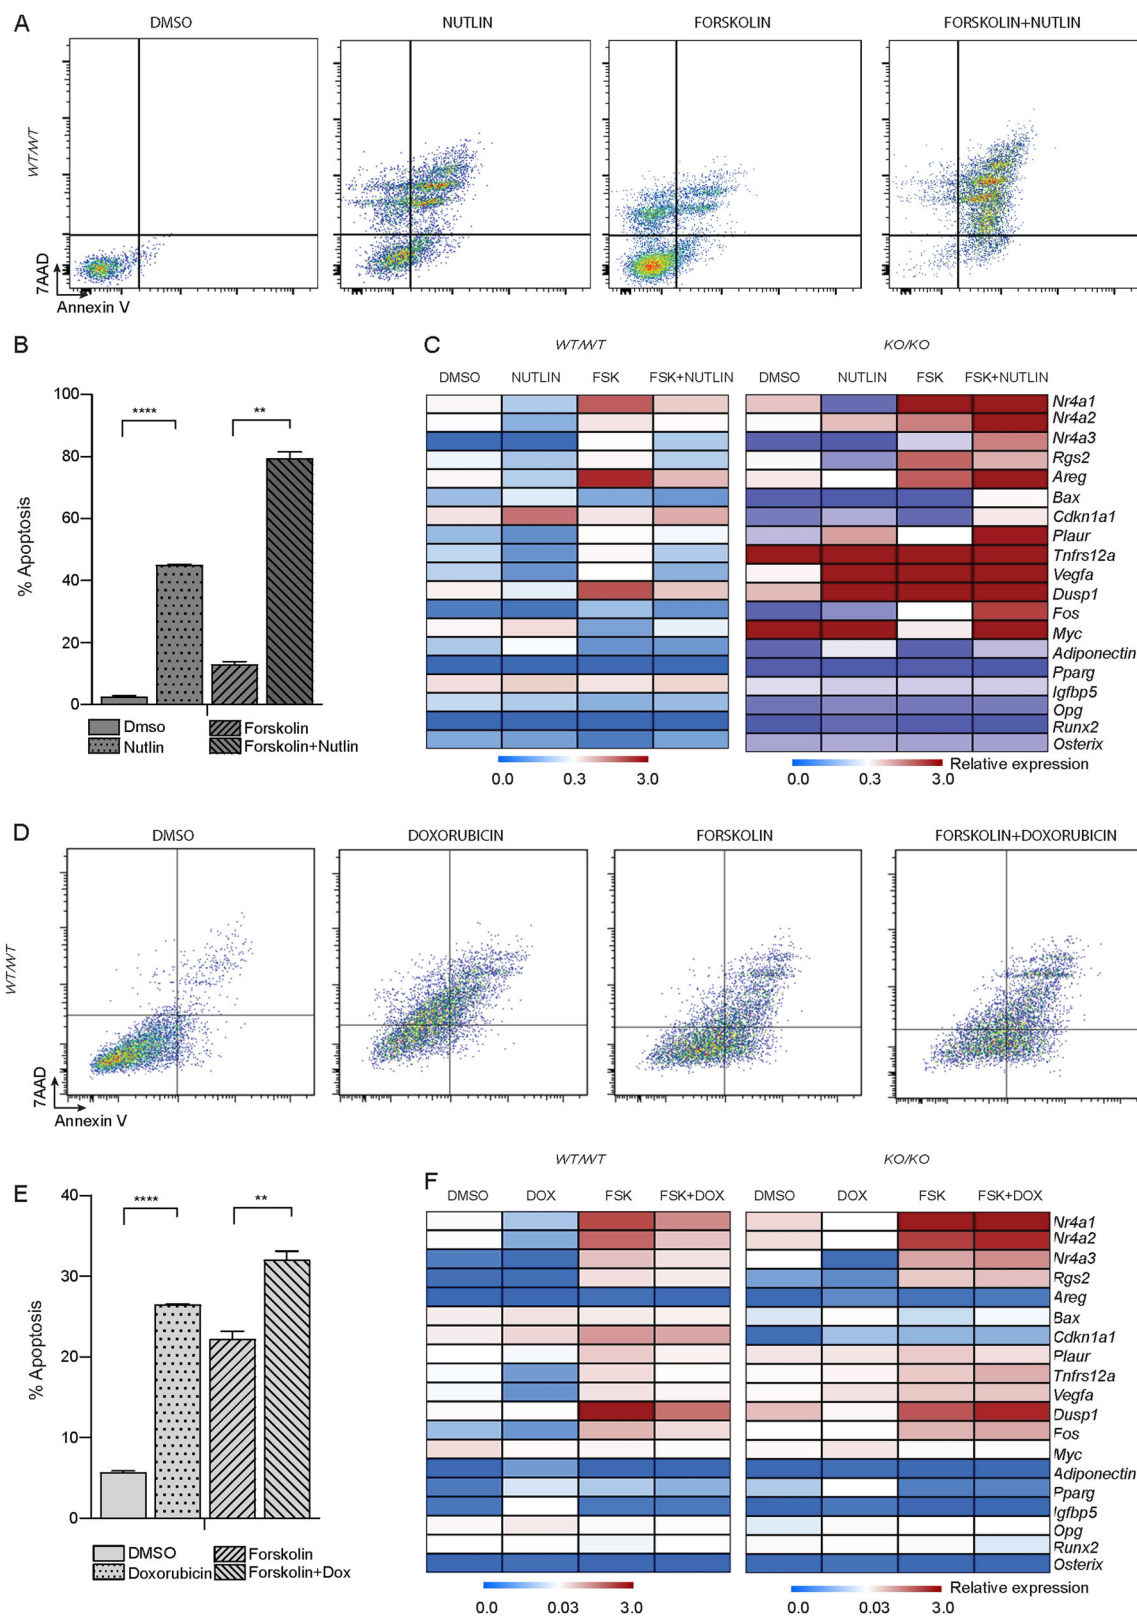 A
DMSO
NUTLIN
FORSKOLIN
FORSKOLIN+NUTLIN
WT/WT
7AAD
Annexin V
B
% Apoptosis
100
80
60
40
20
0
****
**
Dmso
Forskolin
Nutlin
Forskolin+Nutlin
C
WT/WT
KO/KO
DMSO NUTLIN FSK FSK+NUTLIN
DMSO NUTLIN FSK FSK+NUTLIN
Nr4a1
Nr4a2
Nr4a3
Rgs2
Areg
Bax
Cdkn1a1
Plaur
Tnfrs12a
Vegfa
Dusp1
Fos
Myc
Adiponectin
Pparg
Igfbp5
Opg
Runx2
Osterix
0.0 0.3 3.0
Relative expression
0.0 0.3 3.0
D
DMSO
DOXORUBICIN
FORSKOLIN
FORSKOLIN+DOXORUBICIN
WT/WT
7AAD
Annexin V
E
% Apoptosis
40
30
20
10
0
****
**
DMSO
Forskolin
Doxorubicin
Forskolin+Dox
F
WT/WT
KO/KO
DMSO DOX FSK FSK+DOX
DMSO DOX FSK FSK+DOX
Nr4a1
Nr4a2
Nr4a3
Rgs2
Areg
Bax
Cdkn1a1
Plaur
Tnfrs12a
Vegfa
Dusp1
Fos
Myc
Adiponectin
Pparg
Igfbp5
Opg
Runx2
Osterix
0.0 0.03 3.0
Relative expression
0.0 0.03 3.0